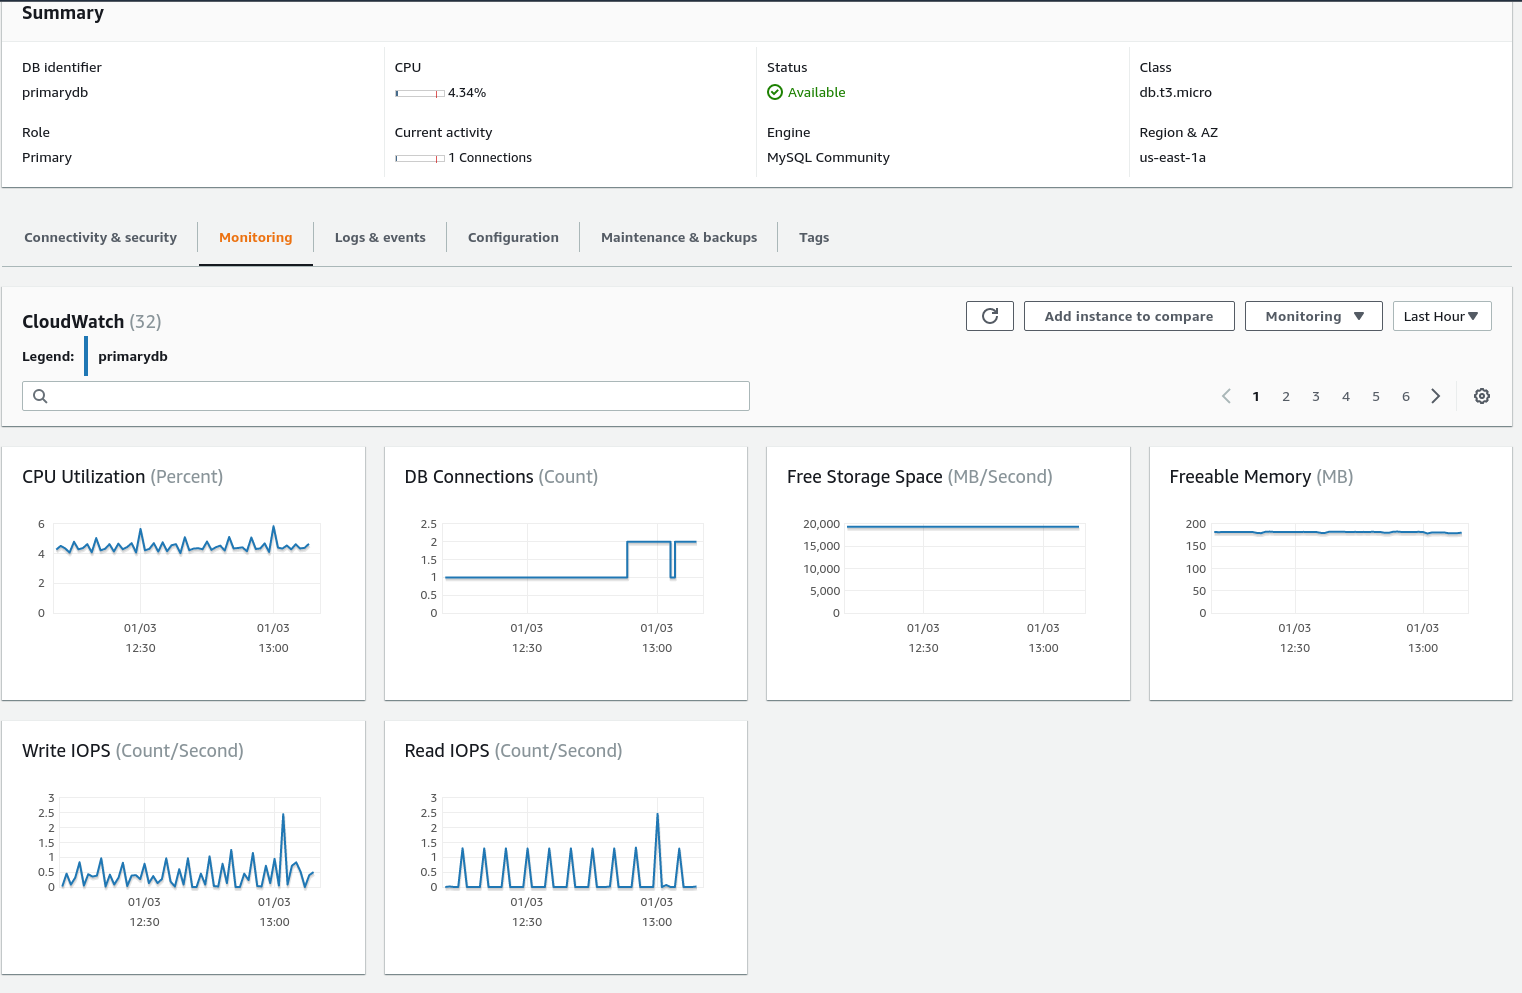 Summary
DB identifier
primarydb
CPU
4.34%
Status
Available
Class
db.t3.micro
Role
Primary
Current activity
1 Connections
Engine
MySQL Community
Region & AZ
us-east-1a
Connectivity & security
Monitoring
Logs & events
Configuration
Maintenance & backups
Tags
CloudWatch (32)
Add instance to compare
Monitoring
Last Hour
Legend:
primarydb
1 2 3 4 5 6
CPU Utilization (Percent)
6
4
2
0
01/03
12:30
01/03
13:00
DB Connections (Count)
2.5
2
1.5
1
0.5
0
01/03
12:30
01/03
13:00
Free Storage Space (MB/Second)
20,000
15,000
10,000
5,000
0
01/03
12:30
01/03
13:00
Freeable Memory (MB)
200
150
100
50
0
01/03
12:30
01/03
13:00
Write IOPS (Count/Second)
3
2.5
2
1.5
1
0.5
0
01/03
12:30
01/03
13:00
Read IOPS (Count/Second)
3
2.5
2
1.5
1
0.5
0
01/03
12:30
01/03
13:00